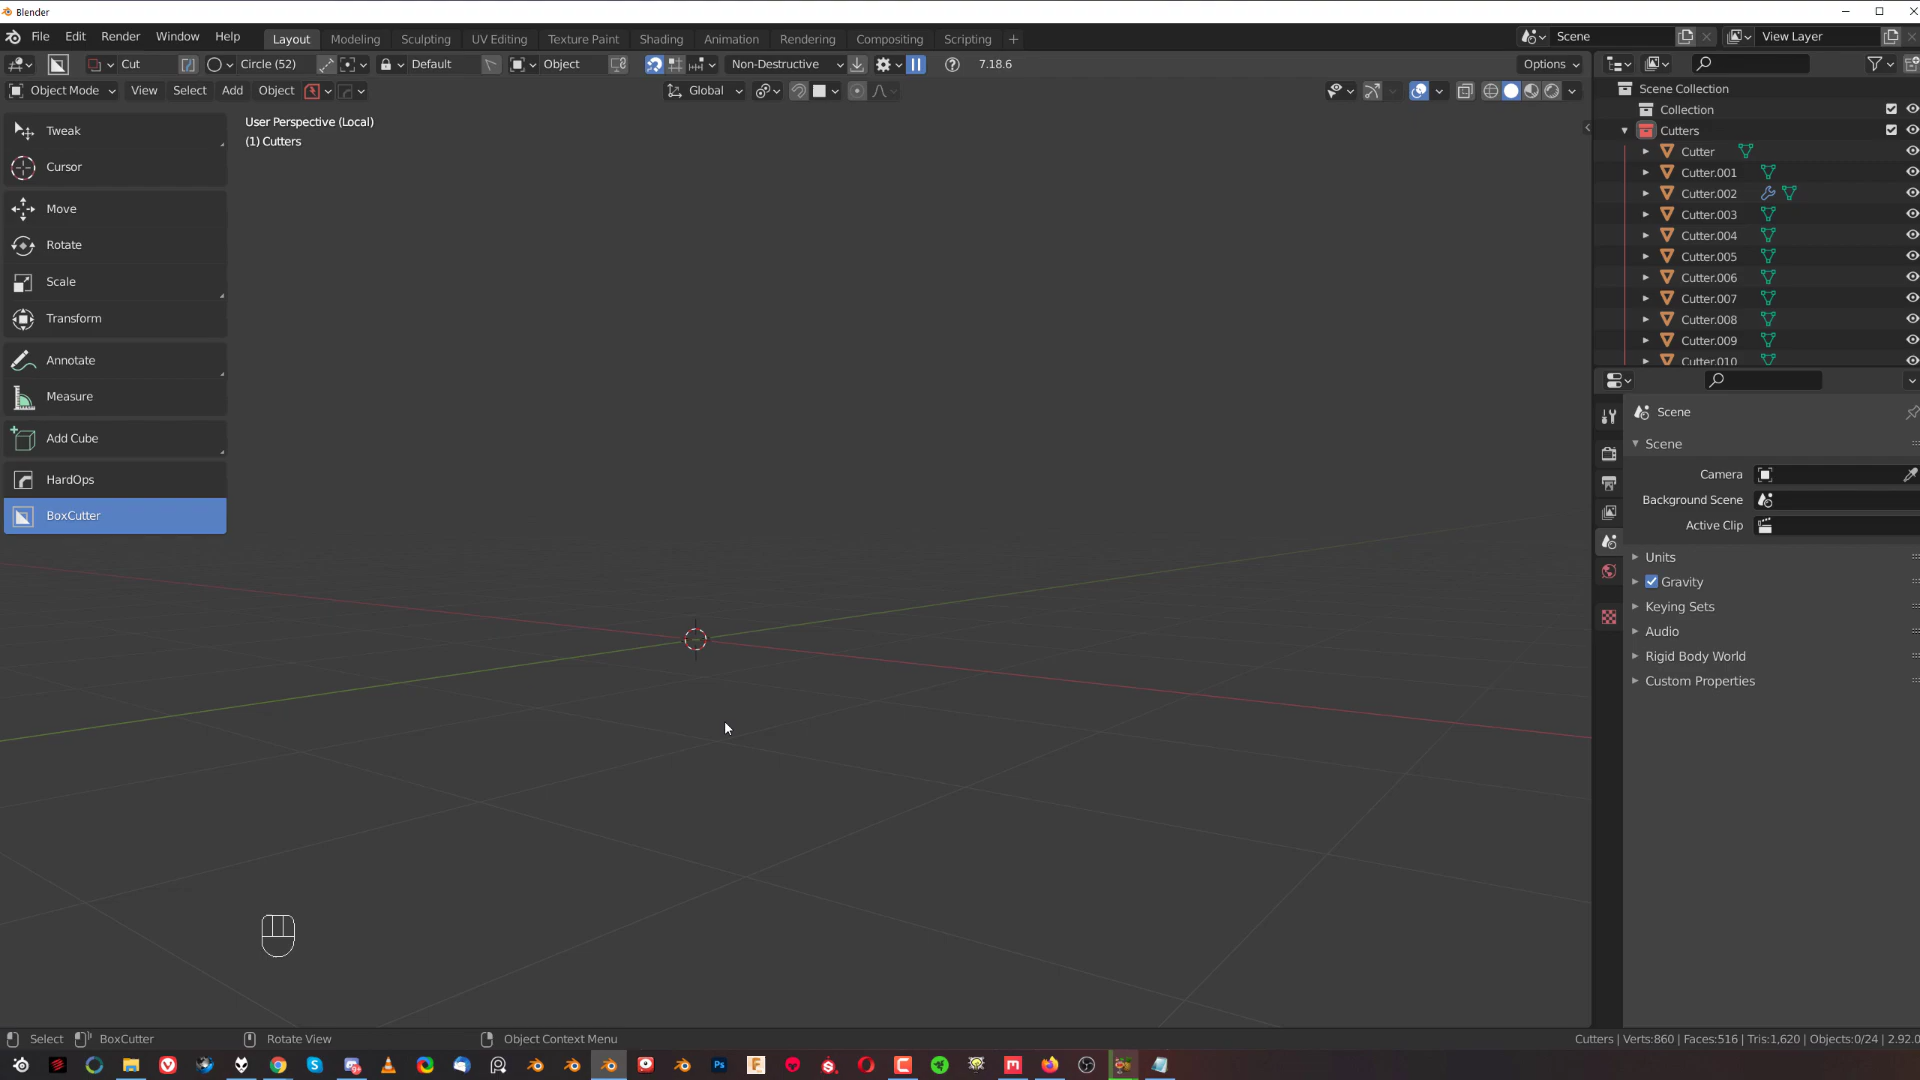 Blender
File Edit Render Window Help Layout Modeling Sculpting UV Editing Texture Paint Shading Animation Rendering Compositing Scripting + Scene View Layer
Cut Circle (52) Default Object Non-Destructive 7.18.6 Options
Object Mode View Select Add Object Global
User Perspective (Local)
(1) Cutters
Tweak
Cursor
Move
Rotate
Scale
Transform
Annotate
Measure
Add Cube
HardOps
BoxCutter
Scene Collection
Collection
Cutters
Cutter
Cutter.001
Cutter.002
Cutter.003
Cutter.004
Cutter.005
Cutter.006
Cutter.007
Cutter.008
Cutter.009
Cutter.010
Scene
Scene
Camera
Background Scene
Active Clip
Units
Gravity
Keying Sets
Audio
Rigid Body World
Custom Properties
Select BoxCutter Rotate View Object Context Menu Cutters | Verts:860 | Faces:516 | Tris:1,620 | Objects:0/24 | 2.92.0